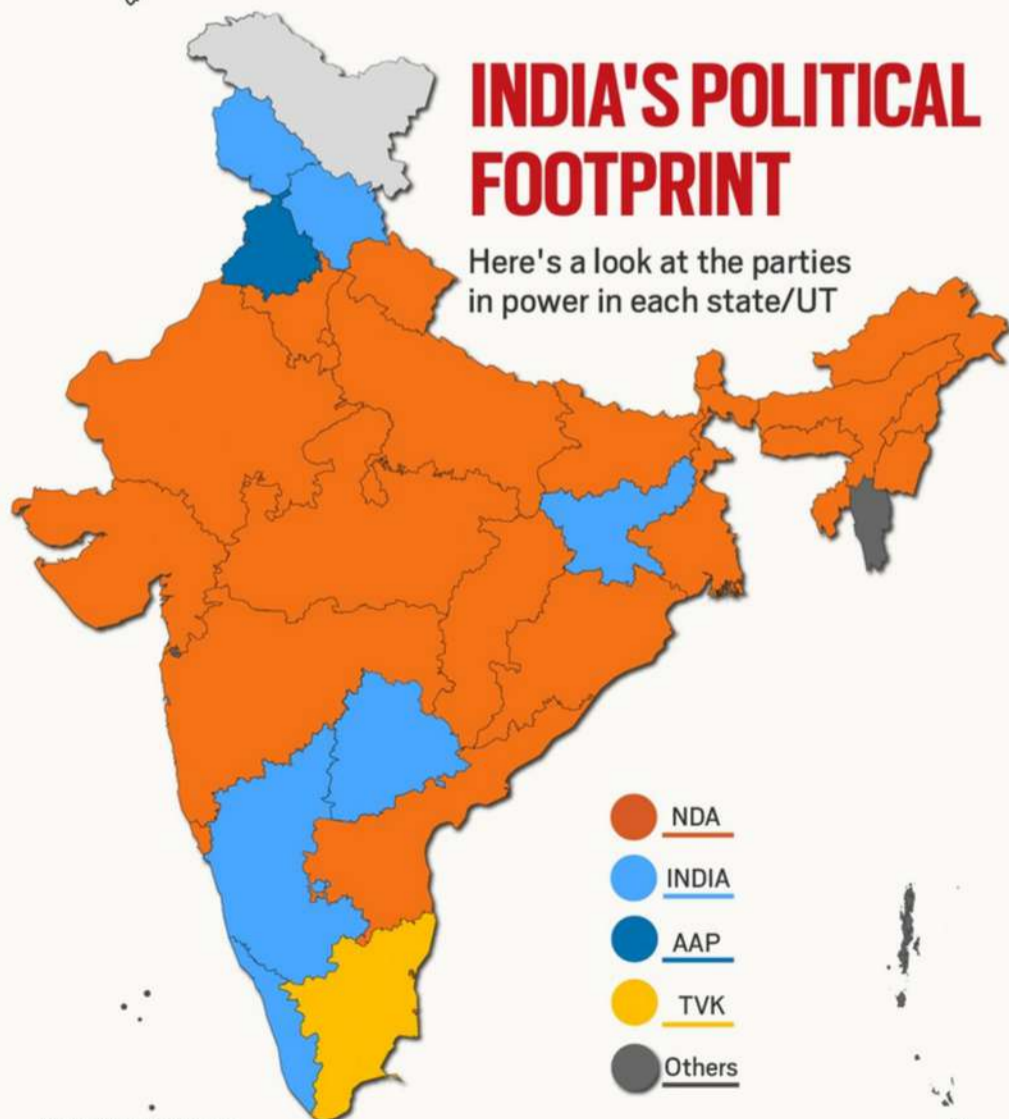 INDIA'S POLITICAL
FOOTPRINT
Here's a look at the parties
in power in each state/UT
NDA
INDIA
AAP
TVK
Others